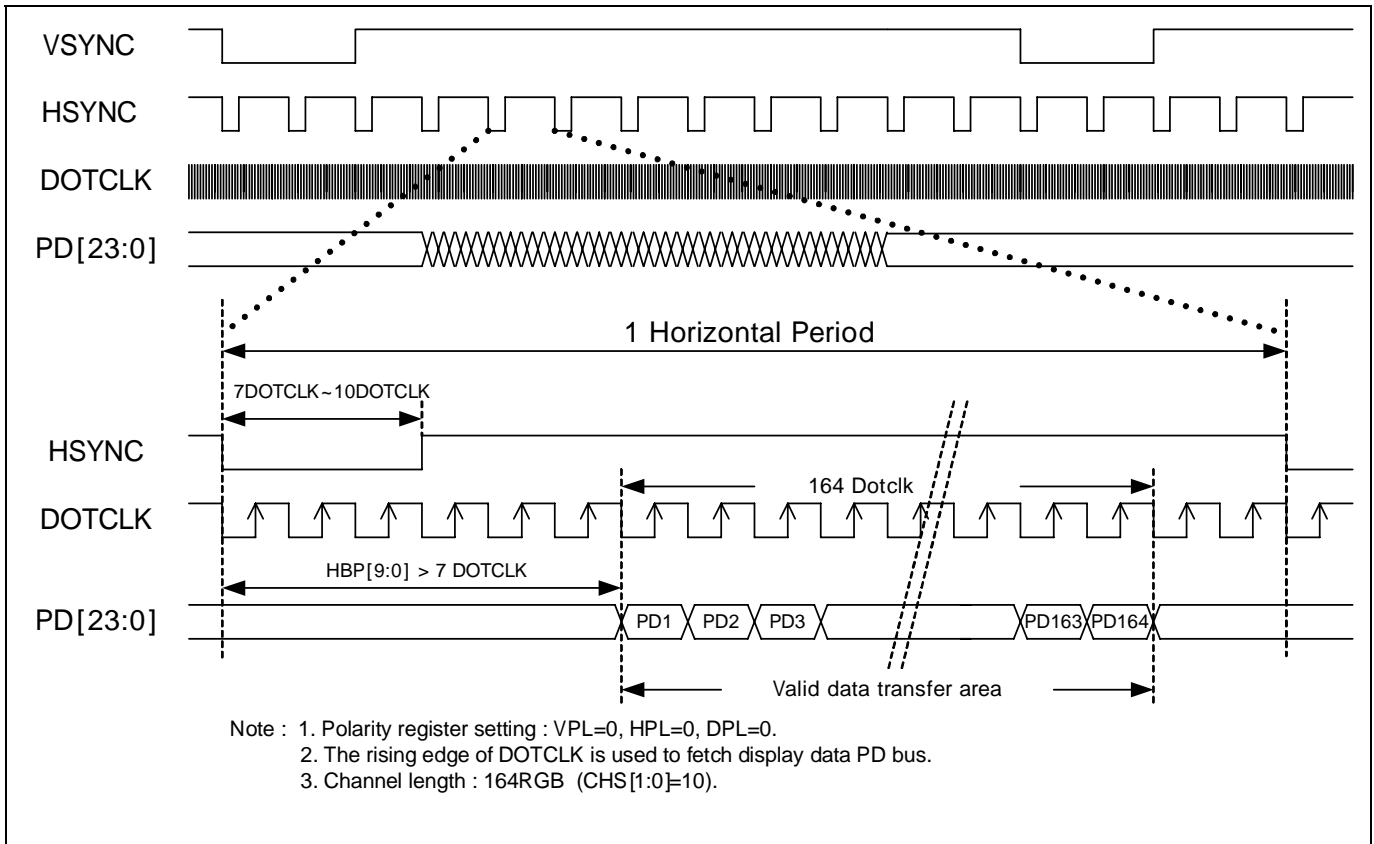 VSYNC
HSYNC
DOTCLK
PD[23:0]
1 Horizontal Period
7DOTCLK~10DOTCLK
HSYNC
164 Dotclk
DOTCLK
HBP[9:0] > 7 DOTCLK
PD[23:0]
PD1 PD2 PD3 PD163 PD164
Valid data transfer area
Note : 1. Polarity register setting : VPL=0, HPL=0, DPL=0.
2. The rising edge of DOTCLK is used to fetch display data PD bus.
3. Channel length : 164RGB (CHS[1:0]=10).